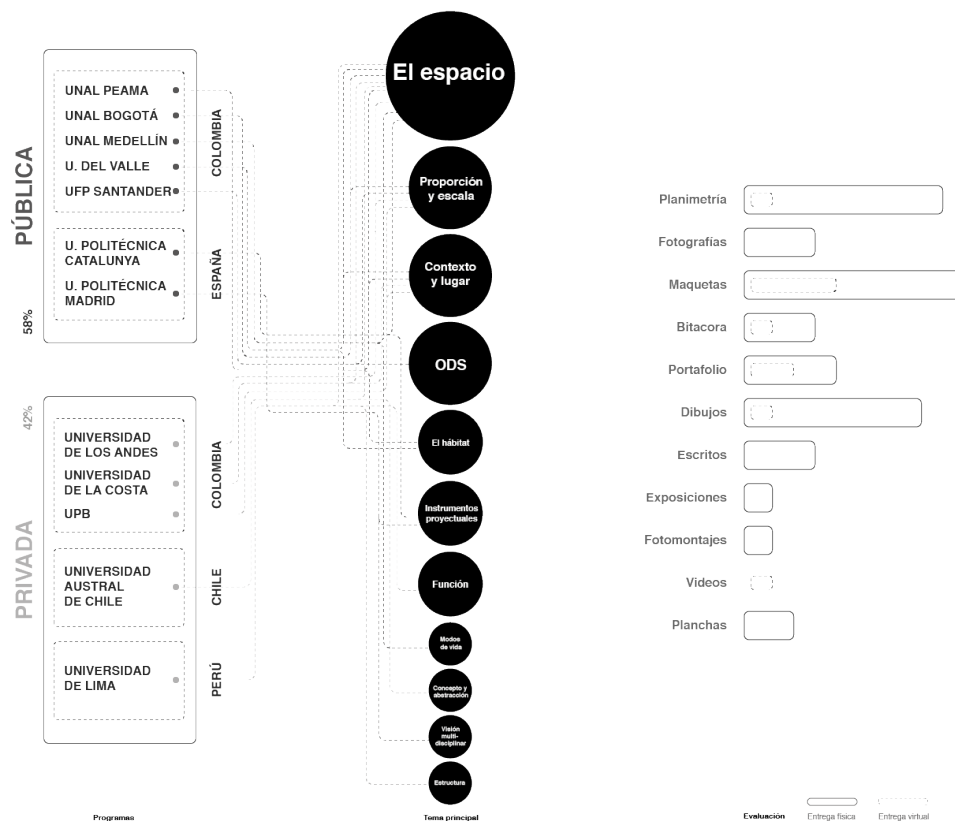 PÚBLICA
58%
UNAL PEAMA
UNAL BOGOTÁ
UNAL MEDELLÍN
U. DEL VALLE
UFP SANTANDER
COLOMBIA
U. POLITÉCNICA
CATALUNYA
U. POLITÉCNICA
MADRID
ESPAÑA
PRIVADA
42%
UNIVERSIDAD
DE LOS ANDES
UNIVERSIDAD
DE LA COSTA
UPB
COLOMBIA
UNIVERSIDAD
AUSTRAL
DE CHILE
CHILE
UNIVERSIDAD
DE LIMA
PERÚ
Programas
El espacio
Proporción
y escala
Contexto
y lugar
ODS
El hábitat
Instrumentos
proyectuales
Función
Modos
de vida
Concepto y
abstracción
Visión
multi-
disciplinar
Estructura
Tema principal
Planimetría
Fotografías
Maquetas
Bitacora
Portafolio
Dibujos
Escritos
Exposiciones
Fotomontajes
Videos
Planchas
Evaluación
Entrega física
Entrega virtual